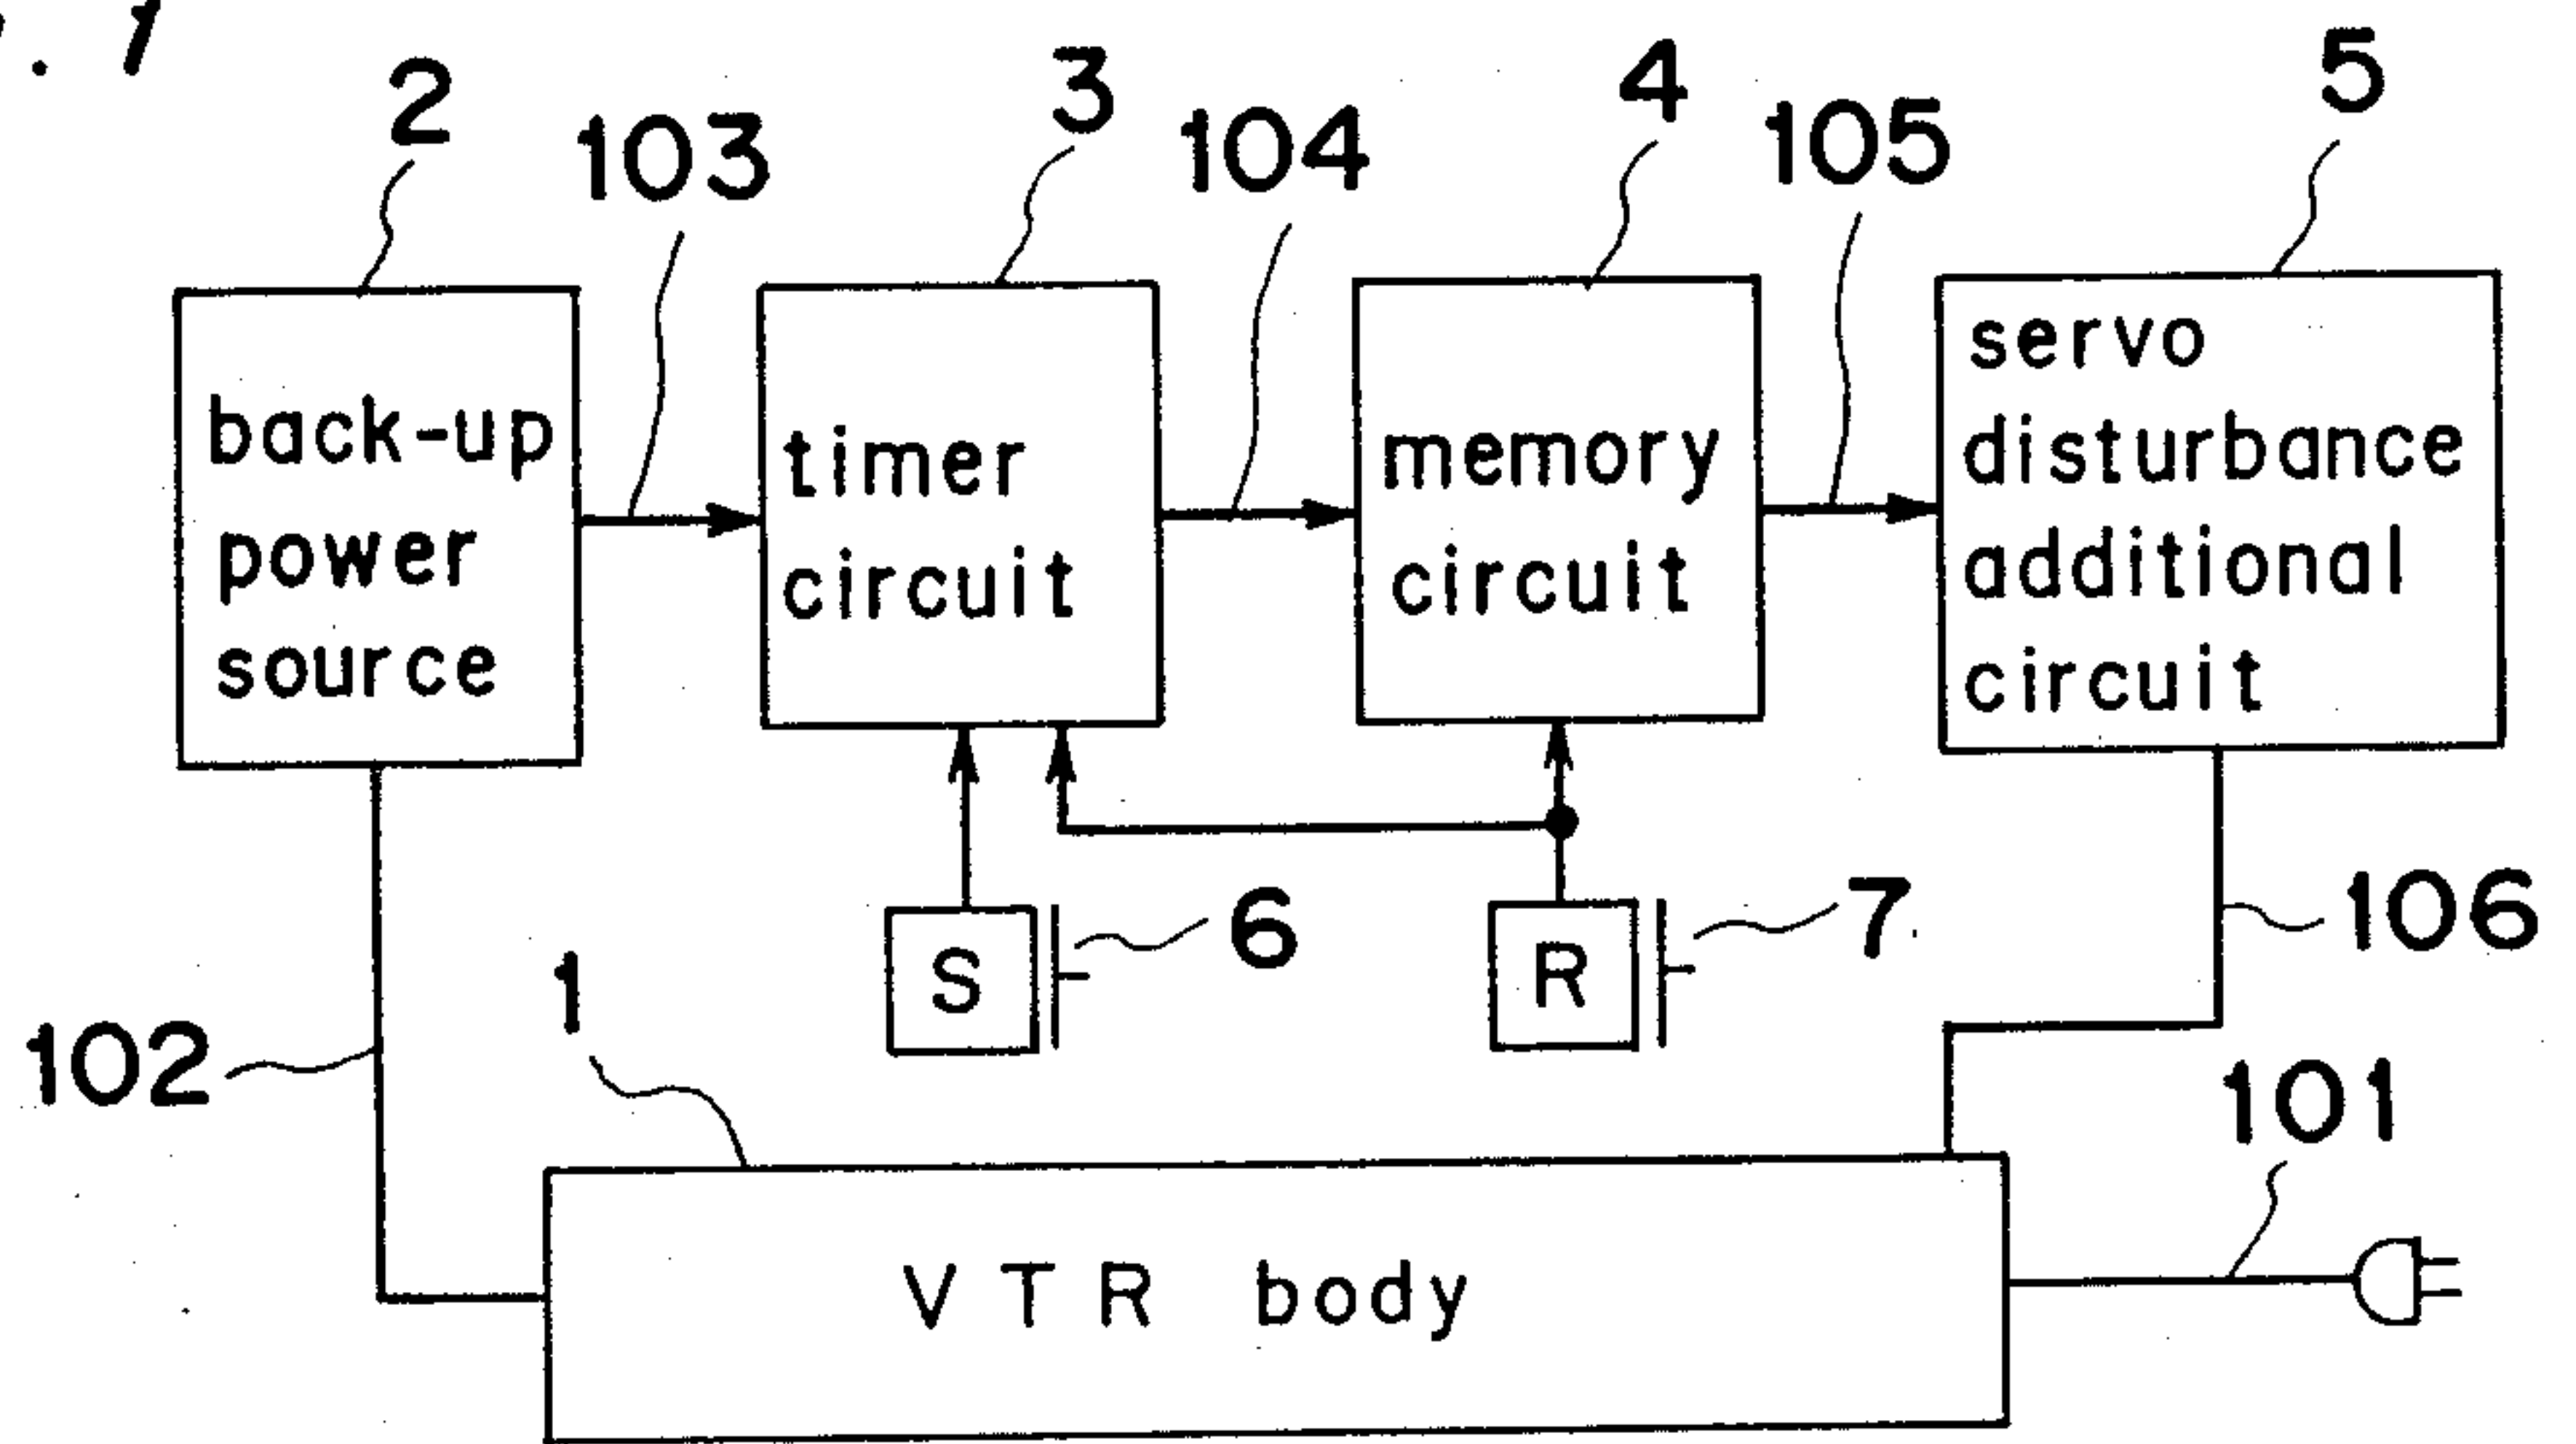 . 1
2
103
3
104
4
105
5
back-up
power
source
timer
circuit
memory
circuit
servo
disturbance
additional
circuit
S
6
R
7
106
102
1
101
VTR body